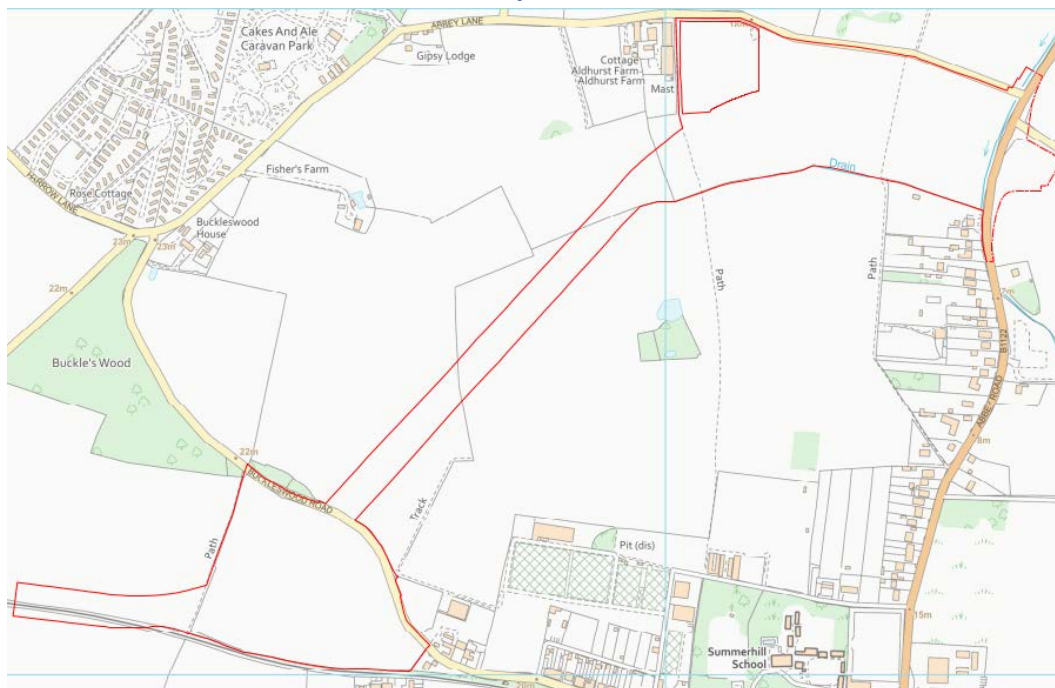 ABBEY LANE
Cakes And Ale
Caravan Park
Gipsy Lodge
Cottage
Aldhurst Farm
Aldhurst Farm
Mast
Drain
Fisher's Farm
HARROW LANE
Rose Cottage
Buckleswood
House
23m
23m
22m
Path
Path
7m
Buckle's Wood
B1122
ABBEY ROAD
8m
22m
BUCKLESWOOD ROAD
Track
Path
Pit (dis)
15m
Summerhill
School